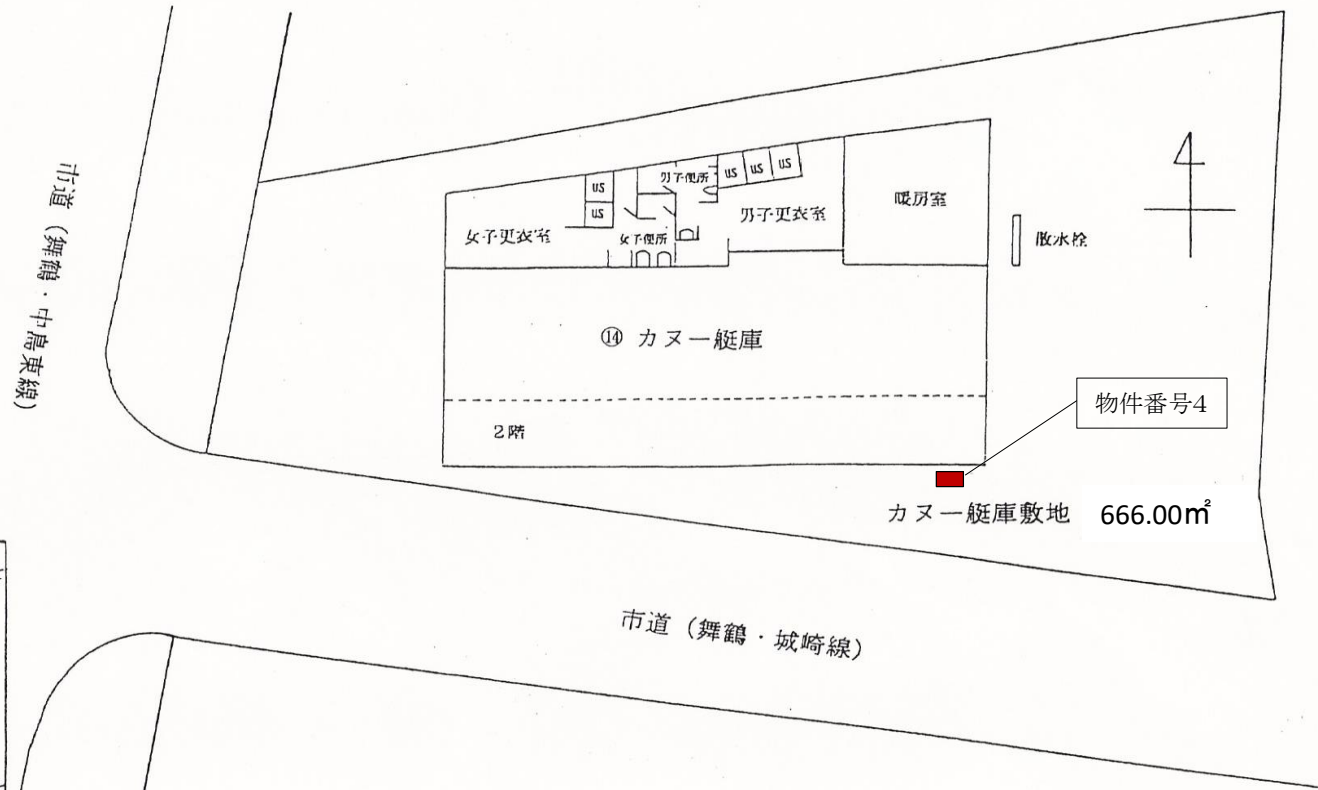 市道（舞鶴・中島東線）
US
US
女子更衣室
男子便所
女子便所
US
US
US
男子更衣室
暖房室
散水栓
⑭ カヌー艇庫
2階
物件番号4
カヌー艇庫敷地 666.00㎡
市道（舞鶴・城崎線）